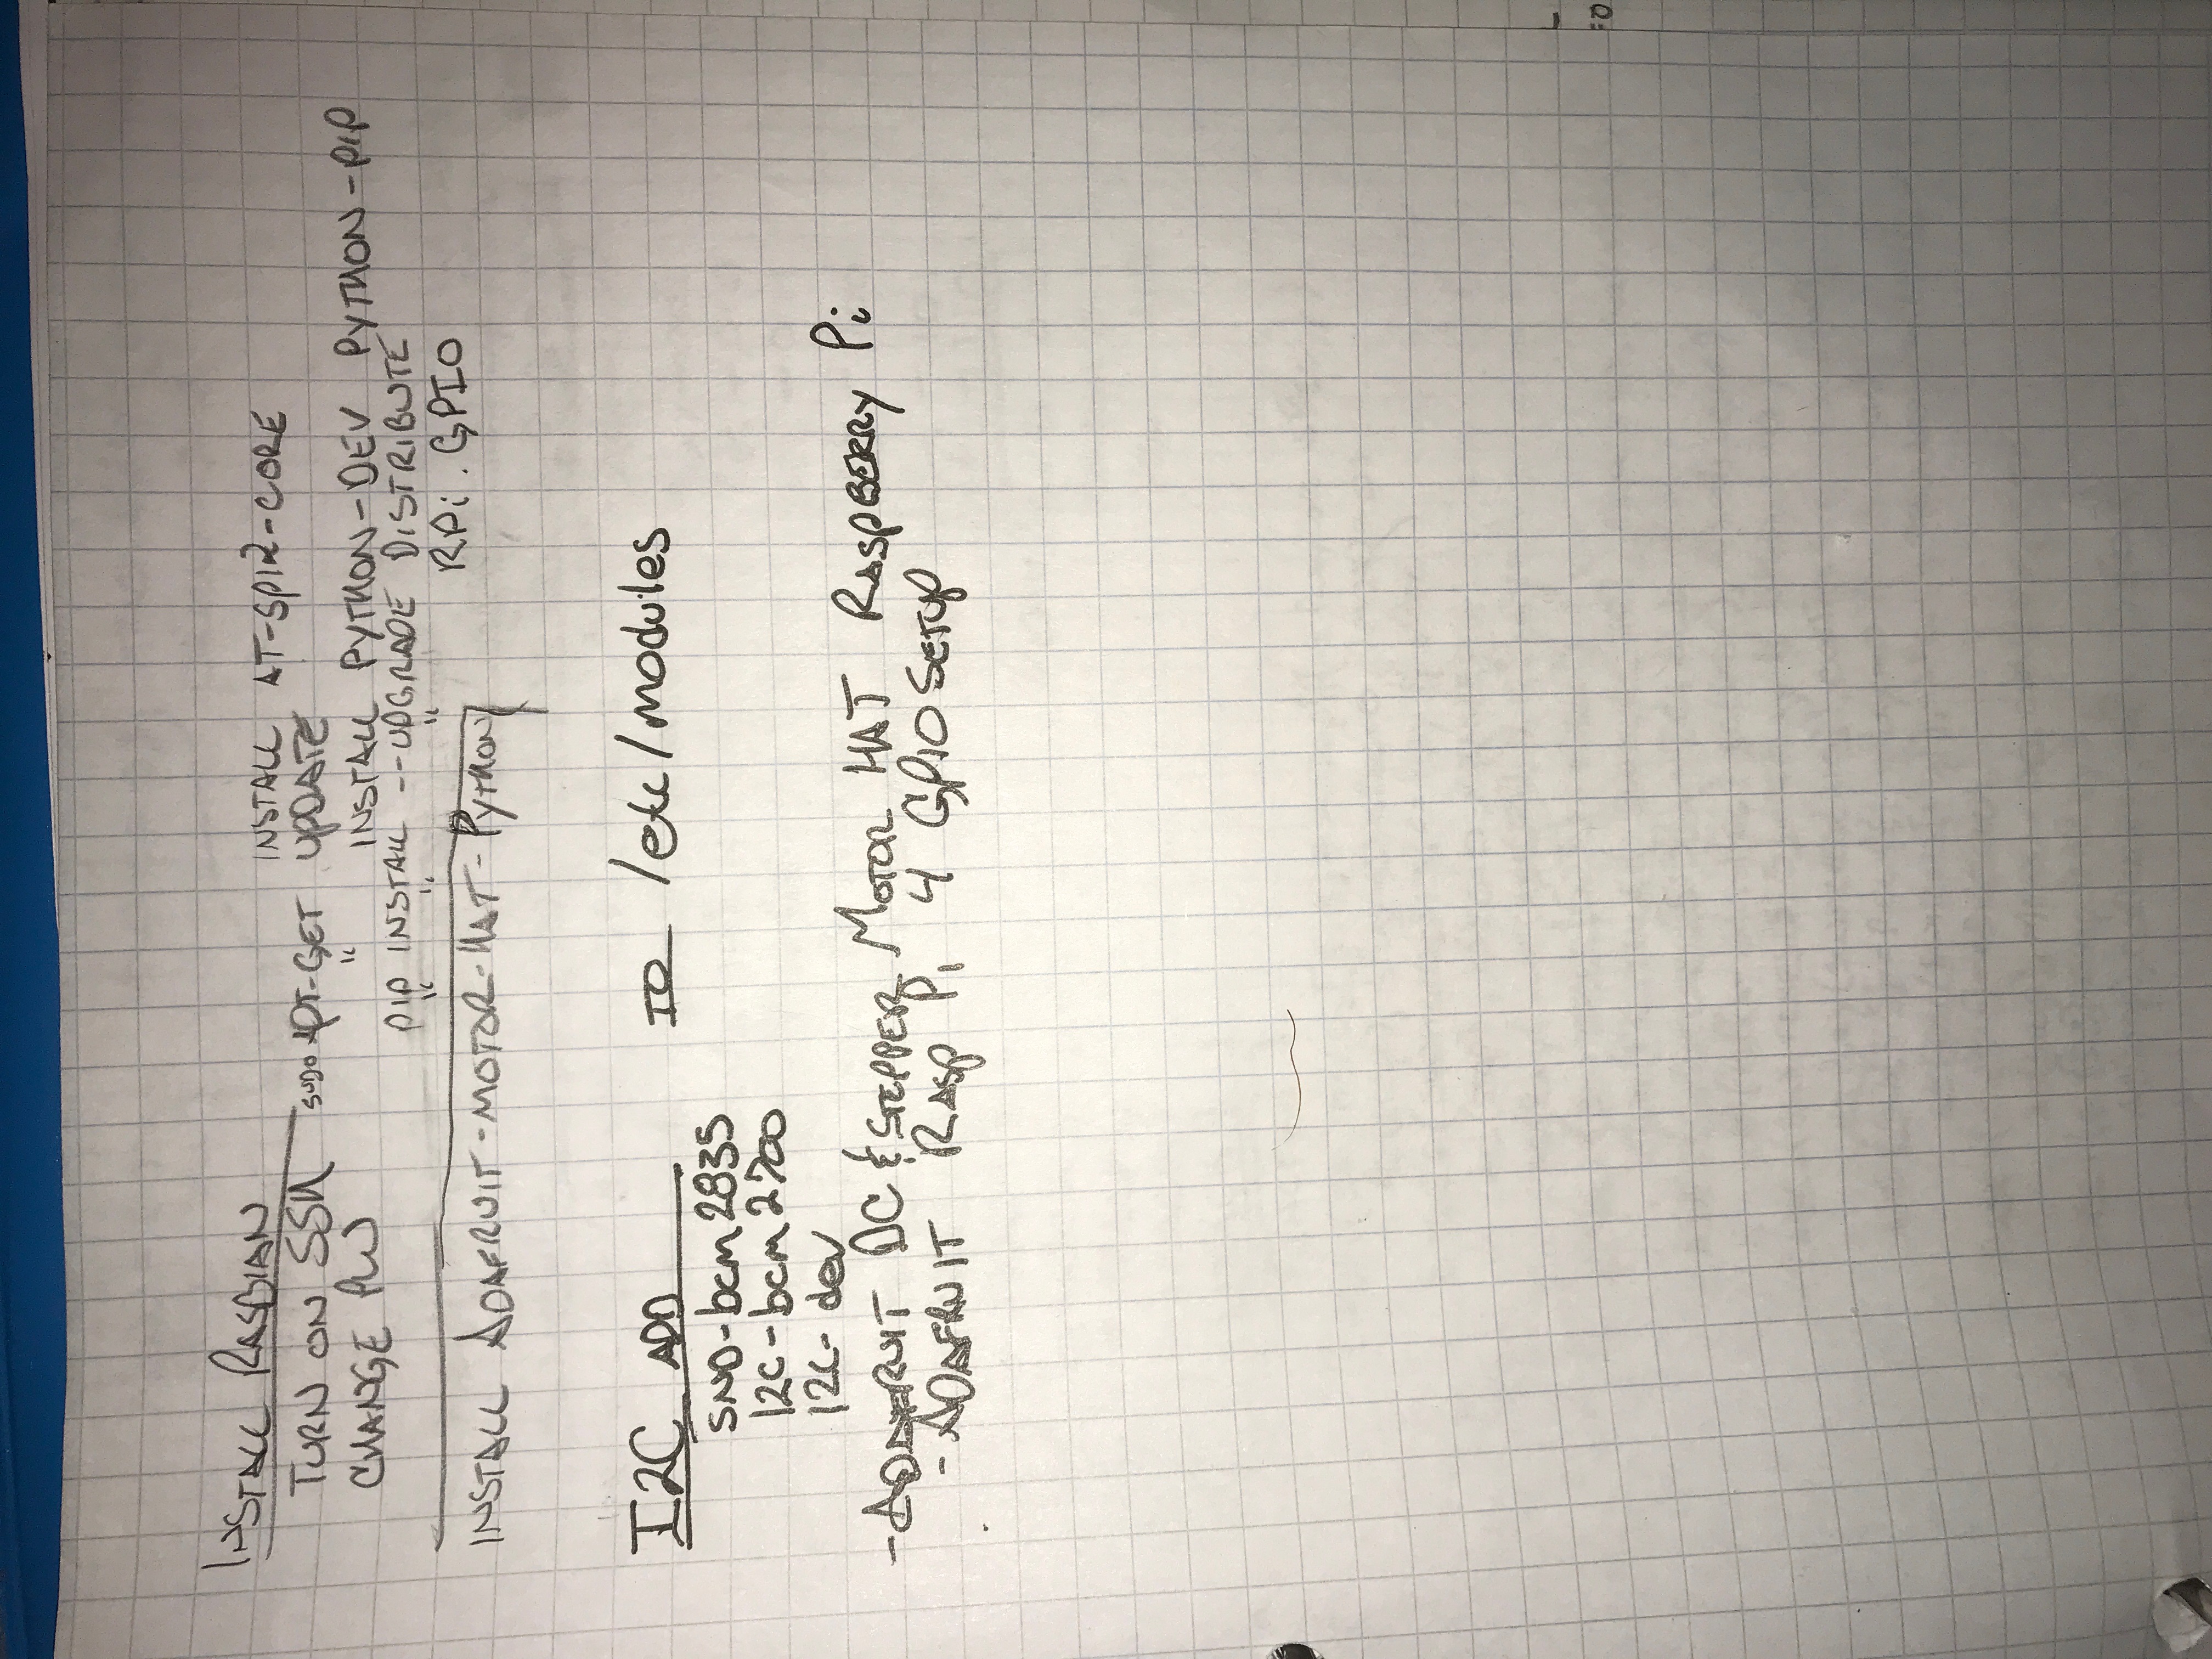 INSTALL RASBIAN
INSTALL AT-SPI2-CORE
TURN ON SSH SUDO APT-GET UPDATE
CHANGE PW " INSTALL PYTHON-DEV PYTHON-PIP
PIP INSTALL --UPGRADE DISTRIBUTE
" " " RPi.GPIO
INSTALL ADAFRUIT-MOTOR-HAT-PYTHON
I2C ADD TO /etc/modules
SND-bcm2835
I2C-bcm2700
I2C-dev
-ADAFRUIT DC & STEPPER MOTOR HAT RASPBERRY Pi
-ADAFRUIT RASP Pi 4 GPIO SETUP